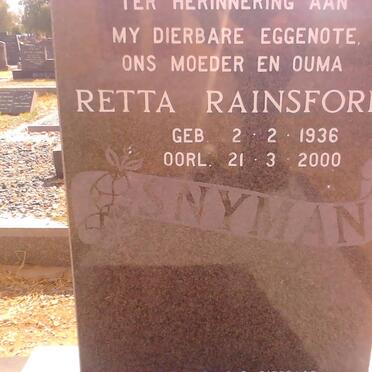 TER HERINNERING AAN
MY DIERBARE EGGENOTE,
ONS MOEDER EN OUMA
RETTA RAINSFORD
GEB. 2 · 2 · 1936
OORL. 21 · 3 · 2000
SNYMAN